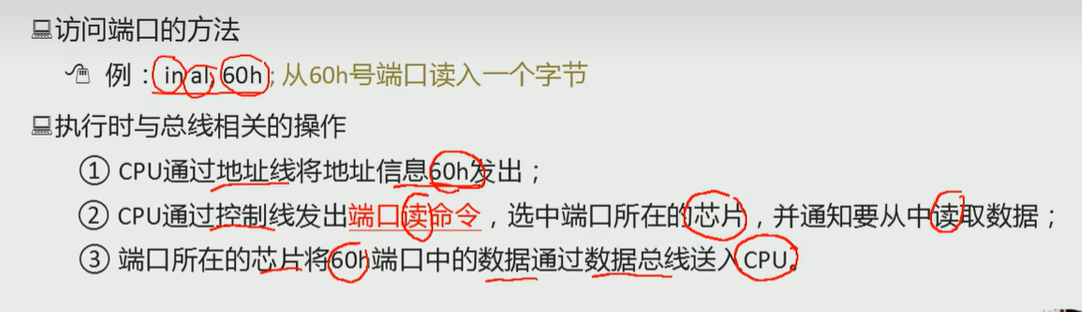 访问端口的方法
例：in al, 60h; 从60h号端口读入一个字节
执行时与总线相关的操作
① CPU通过地址线将地址信息60h发出；
② CPU通过控制线发出端口读命令，选中端口所在的芯片，并通知要从中读取数据；
③ 端口所在的芯片将60h端口中的数据通过数据总线送入CPU。